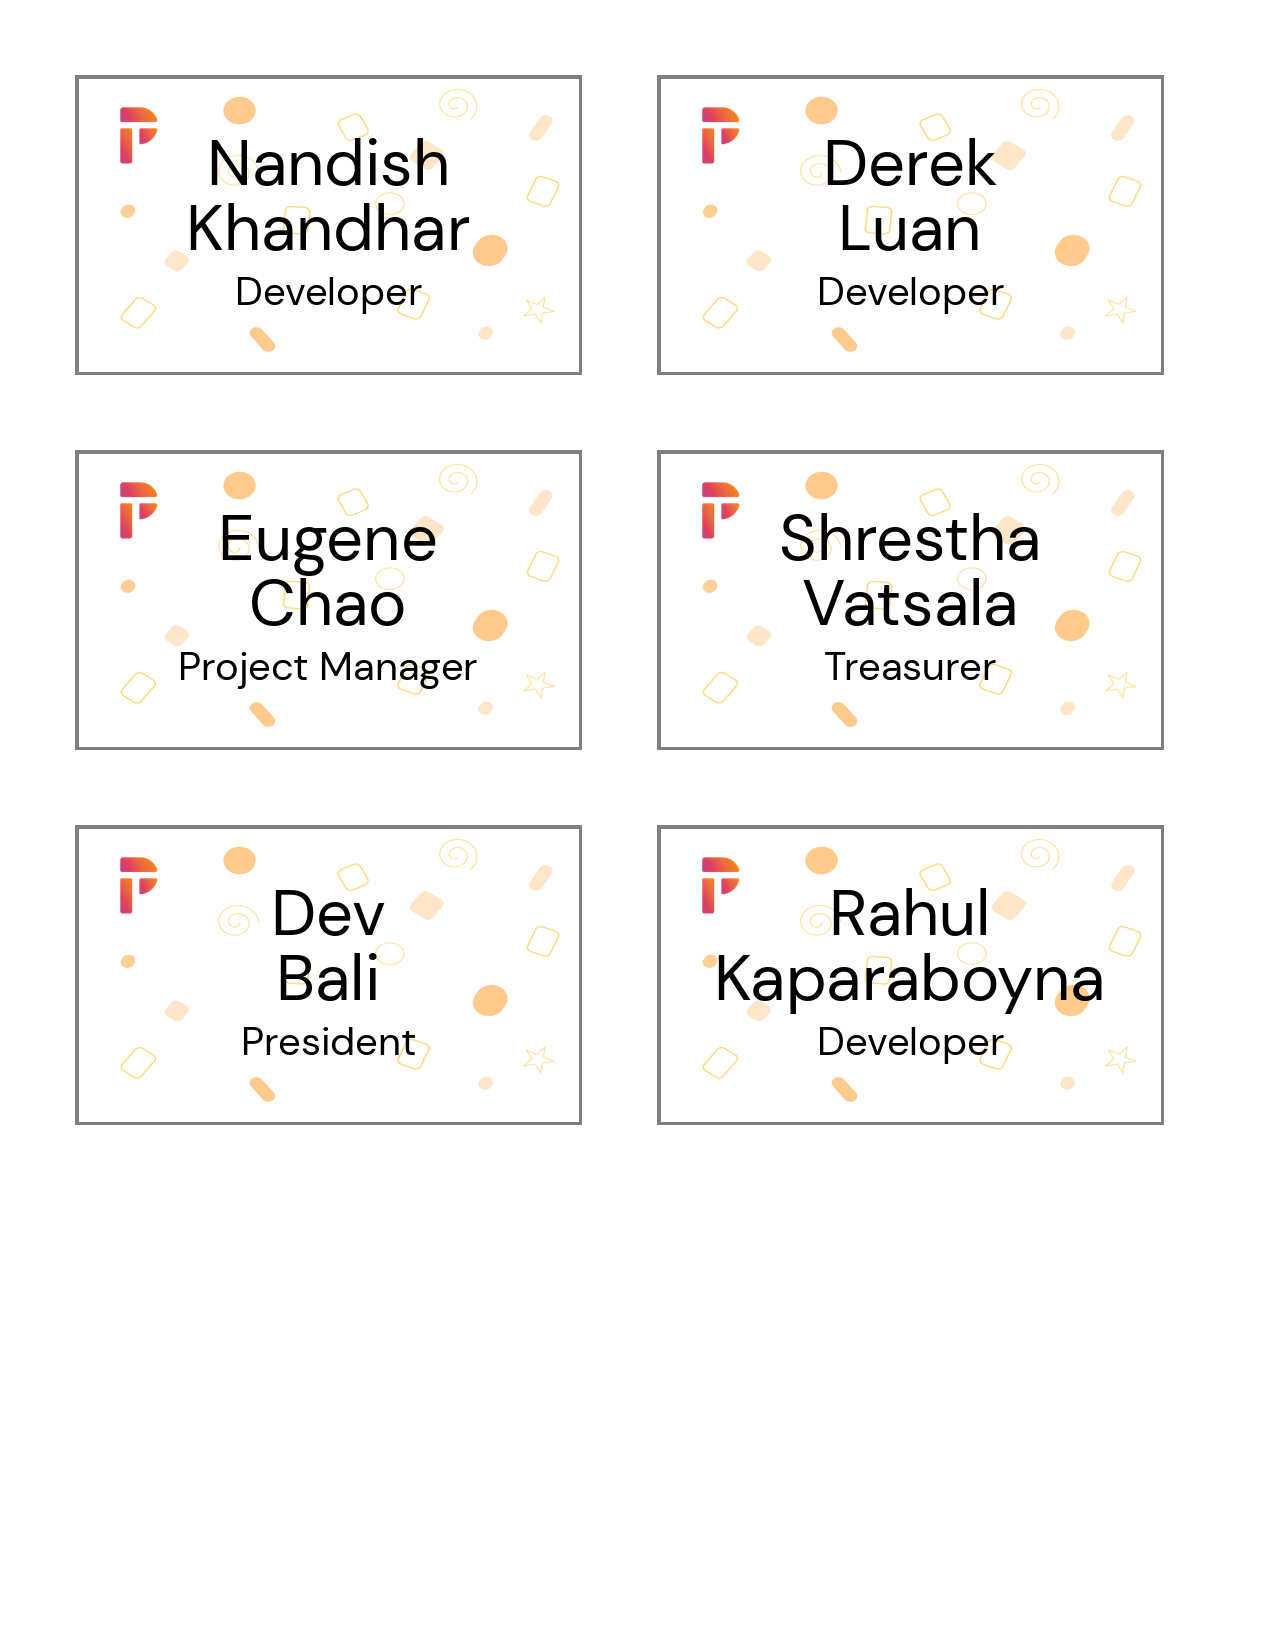 Nandish
Khandhar
Developer
Derek
Luan
Developer
Eugene
Chao
Project Manager
Shrestha
Vatsala
Treasurer
Dev
Bali
President
Rahul
Kaparaboyna
Developer